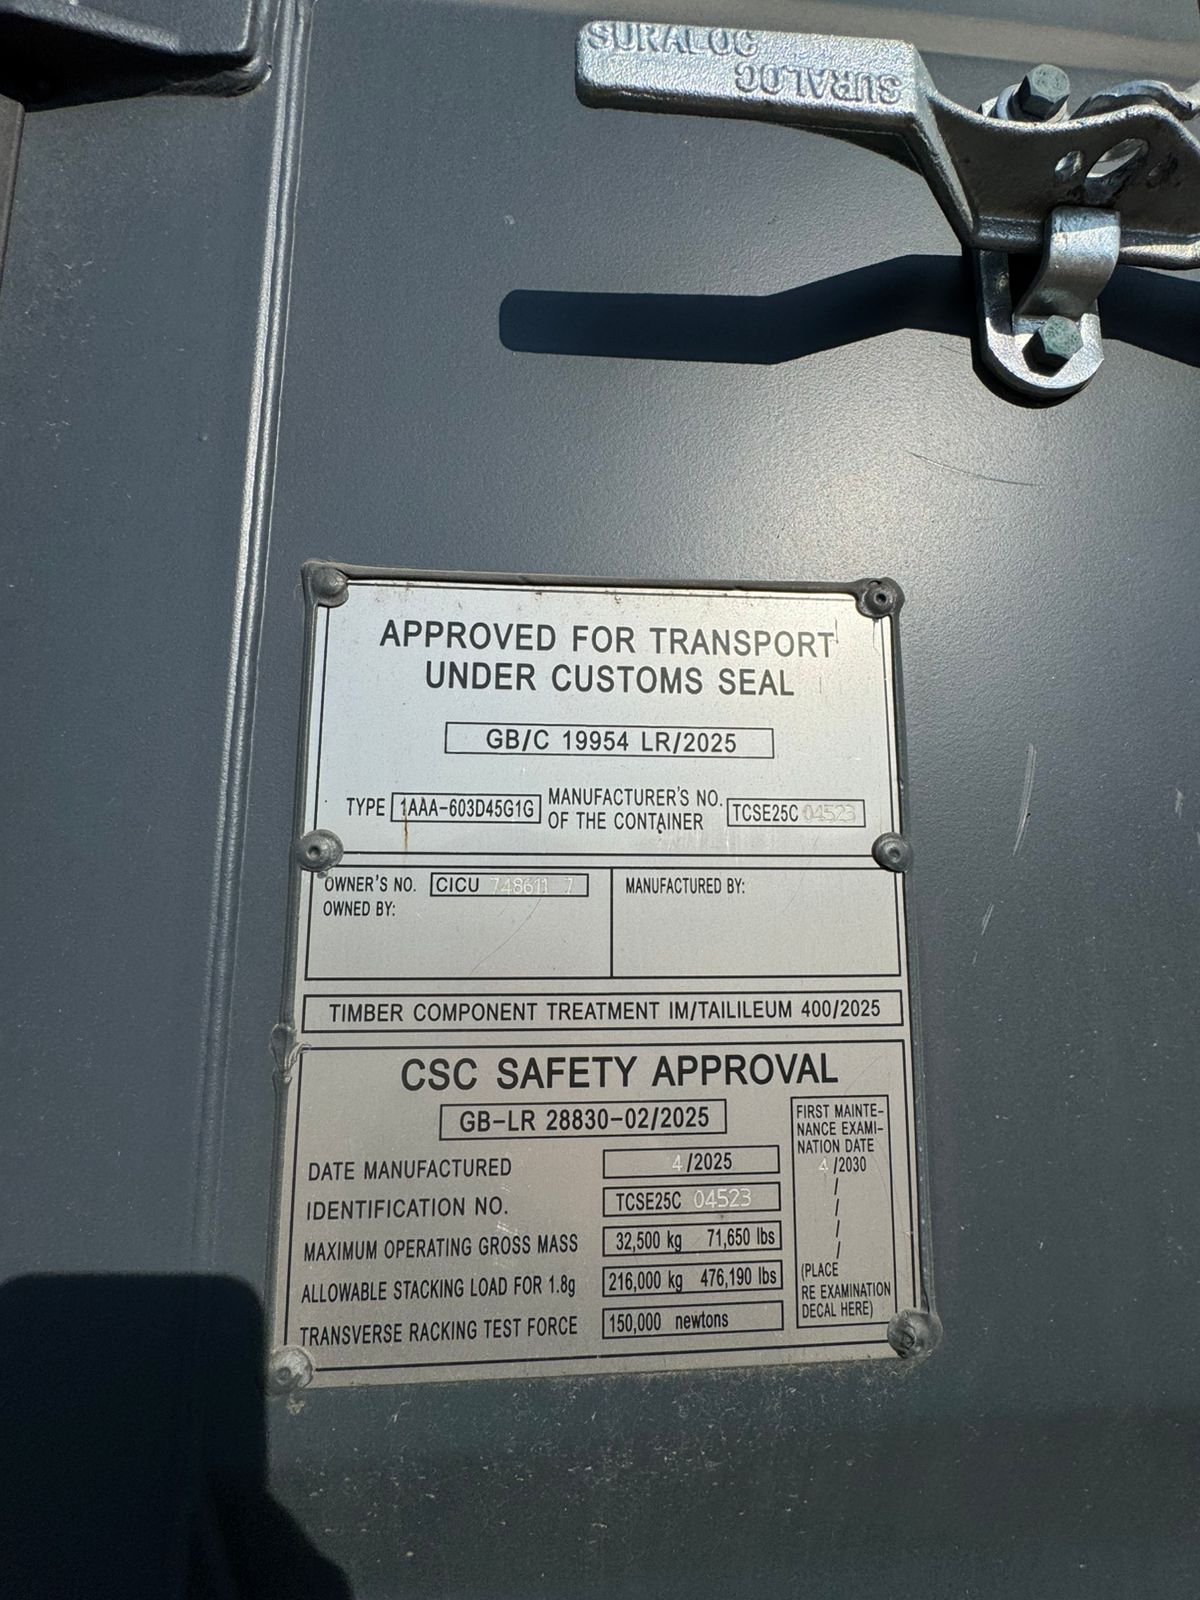 SURALOC
SURALOC
APPROVED FOR TRANSPORT
UNDER CUSTOMS SEAL
GB/C 19954 LR/2025
TYPE 1AAA-603D45G1G MANUFACTURER'S NO. OF THE CONTAINER TCSE25C 04523
OWNER'S NO. CICU 748611 7
OWNED BY:
MANUFACTURED BY:
TIMBER COMPONENT TREATMENT IM/TAILILEUM 400/2025
CSC SAFETY APPROVAL
GB-LR 28830-02/2025
DATE MANUFACTURED 4/2025
IDENTIFICATION NO. TCSE25C 04523
MAXIMUM OPERATING GROSS MASS 32,500 kg 71,650 lbs
ALLOWABLE STACKING LOAD FOR 1.8g 216,000 kg 476,190 lbs
TRANSVERSE RACKING TEST FORCE 150,000 newtons
FIRST MAINTE-
NANCE EXAMI-
NATION DATE
4/2030
/
/
/
/
(PLACE
RE EXAMINATION
DECAL HERE)